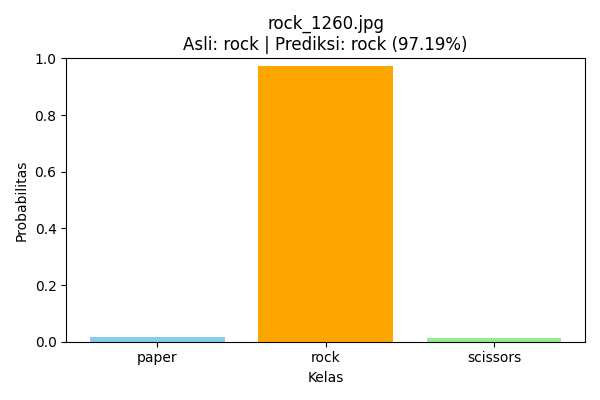 rock_1260.jpg
Asli: rock | Prediksi: rock (97.19%)
1.0
0.8
0.6
0.4
0.2
0.0
Probabilitas
paper
rock
scissors
Kelas